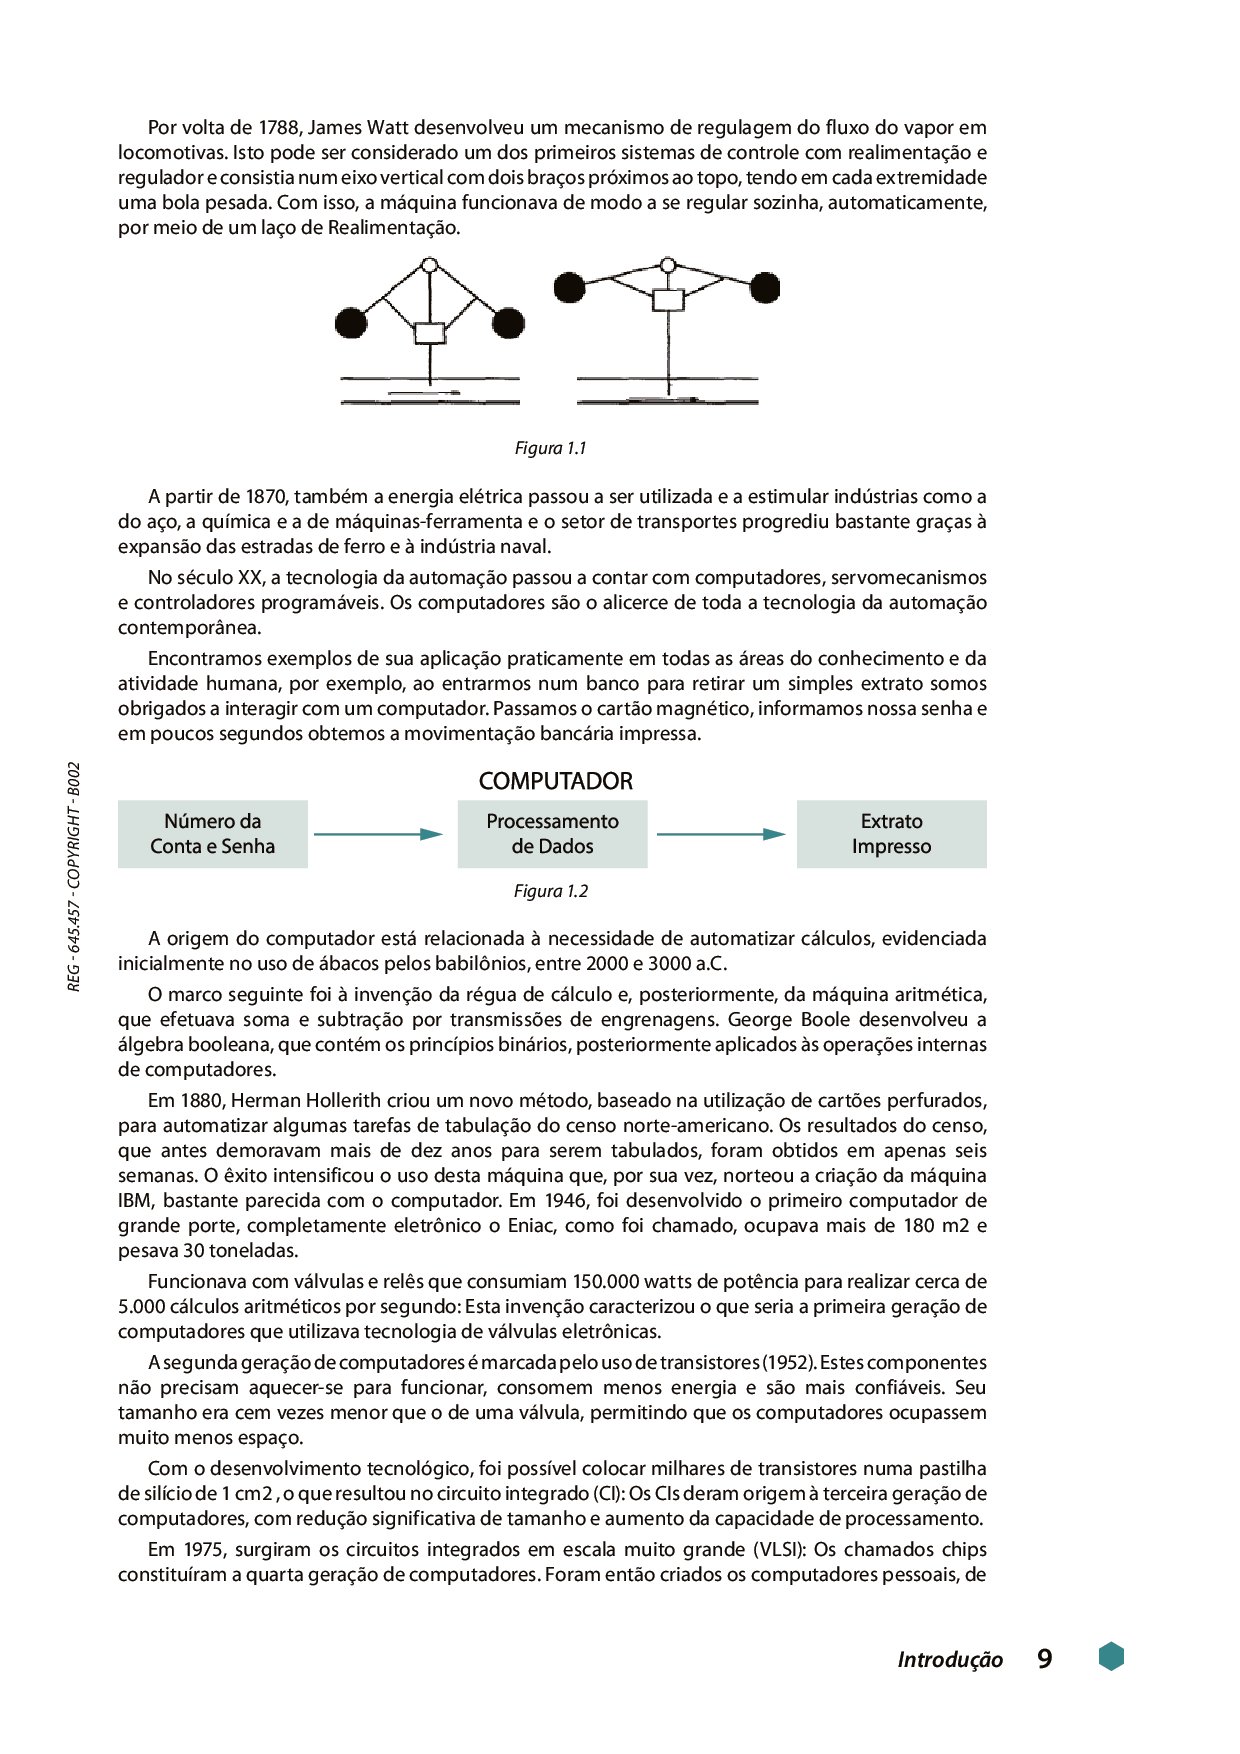 Por volta de 1788, James Watt desenvolveu um mecanismo de regulagem do fluxo do vapor em
locomotivas. Isto pode ser considerado um dos primeiros sistemas de controle com realimentação e
regulador e consistia num eixo vertical com dois braços próximos ao topo, tendo em cada extremidade
uma bola pesada. Com isso, a máquina funcionava de modo a se regular sozinha, automaticamente,
por meio de um laço de Realimentação.
Figura 1.1
A partir de 1870, também a energia elétrica passou a ser utilizada e a estimular indústrias como a
do aço, a química e a de máquinas-ferramenta e o setor de transportes progrediu bastante graças à
expansão das estradas de ferro e à indústria naval.
No século XX, a tecnologia da automação passou a contar com computadores, servomecanismos
e controladores programáveis. Os computadores são o alicerce de toda a tecnologia da automação
contemporânea.
Encontramos exemplos de sua aplicação praticamente em todas as áreas do conhecimento e da
atividade humana, por exemplo, ao entrarmos num banco para retirar um simples extrato somos
obrigados a interagir com um computador. Passamos o cartão magnético, informamos nossa senha e
em poucos segundos obtemos a movimentação bancária impressa.
COMPUTADOR
Número da
Conta e Senha
Processamento
de Dados
Extrato
Impresso
Figura 1.2
A origem do computador está relacionada à necessidade de automatizar cálculos, evidenciada
inicialmente no uso de ábacos pelos babilônios, entre 2000 e 3000 a.C.
O marco seguinte foi à invenção da régua de cálculo e, posteriormente, da máquina aritmética,
que efetuava soma e subtração por transmissões de engrenagens. George Boole desenvolveu a
álgebra booleana, que contém os princípios binários, posteriormente aplicados às operações internas
de computadores.
Em 1880, Herman Hollerith criou um novo método, baseado na utilização de cartões perfurados,
para automatizar algumas tarefas de tabulação do censo norte-americano. Os resultados do censo,
que antes demoravam mais de dez anos para serem tabulados, foram obtidos em apenas seis
semanas. O êxito intensificou o uso desta máquina que, por sua vez, norteou a criação da máquina
IBM, bastante parecida com o computador. Em 1946, foi desenvolvido o primeiro computador de
grande porte, completamente eletrônico o Eniac, como foi chamado, ocupava mais de 180 m2 e
pesava 30 toneladas.
Funcionava com válvulas e relês que consumiam 150.000 watts de potência para realizar cerca de
5.000 cálculos aritméticos por segundo: Esta invenção caracterizou o que seria a primeira geração de
computadores que utilizava tecnologia de válvulas eletrônicas.
A segunda geração de computadores é marcada pelo uso de transistores (1952). Estes componentes
não precisam aquecer-se para funcionar, consomem menos energia e são mais confiáveis. Seu
tamanho era cem vezes menor que o de uma válvula, permitindo que os computadores ocupassem
muito menos espaço.
Com o desenvolvimento tecnológico, foi possível colocar milhares de transistores numa pastilha
de silício de 1 cm2 , o que resultou no circuito integrado (CI): Os CIs deram origem à terceira geração de
computadores, com redução significativa de tamanho e aumento da capacidade de processamento.
Em 1975, surgiram os circuitos integrados em escala muito grande (VLSI): Os chamados chips
constituíram a quarta geração de computadores. Foram então criados os computadores pessoais, de
REG - 645.457 - COPYRIGHT - B002
Introdução 9